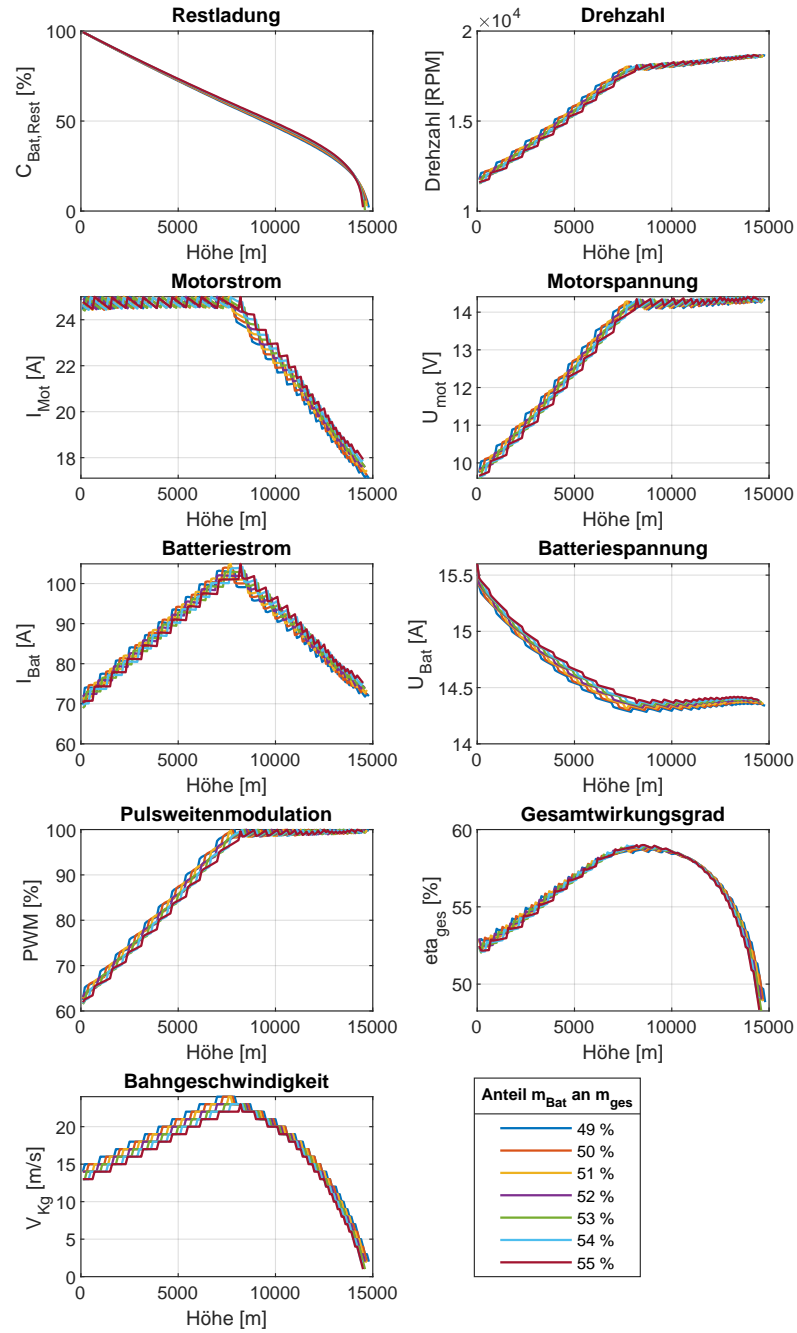 Restladung
100
50
0
C_Bat,Rest [%]
0 5000 10000 15000
Höhe [m]
Drehzahl
×10^4
2
1.5
1
Drehzahl [RPM]
0 5000 10000 15000
Höhe [m]
Motorstrom
24
22
20
18
I_Mot [A]
0 5000 10000 15000
Höhe [m]
Motorspannung
14
13
12
11
10
U_mot [V]
0 5000 10000 15000
Höhe [m]
Batteriestrom
100
90
80
70
60
I_Bat [A]
0 5000 10000 15000
Höhe [m]
Batteriespannung
15.5
15
14.5
14
U_Bat [A]
0 5000 10000 15000
Höhe [m]
Pulsweitenmodulation
100
90
80
70
60
PWM [%]
0 5000 10000 15000
Höhe [m]
Gesamtwirkungsgrad
60
55
50
eta_ges [%]
0 5000 10000 15000
Höhe [m]
Bahngeschwindigkeit
20
15
10
5
0
V_Kg [m/s]
0 5000 10000 15000
Höhe [m]
Anteil m_Bat an m_ges
49 %
50 %
51 %
52 %
53 %
54 %
55 %